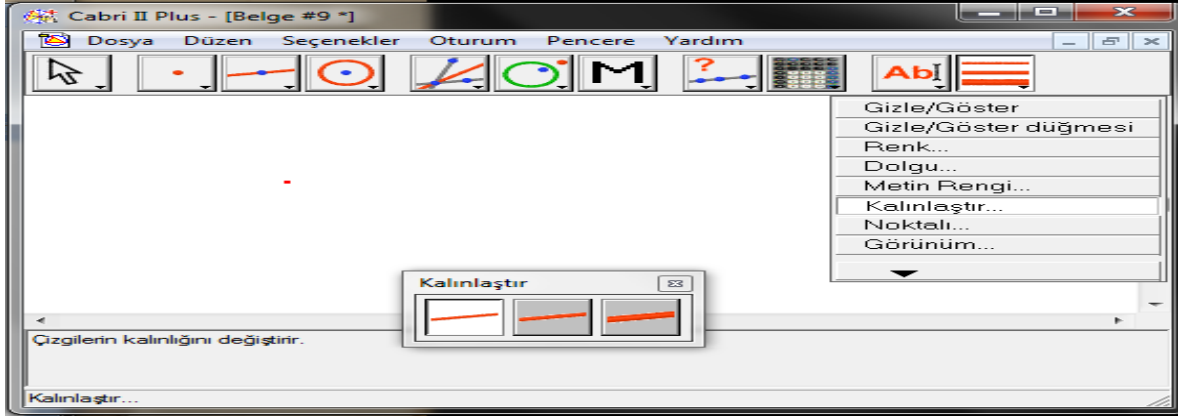 Cabri II Plus - [Belge #9 *]
Dosya Düzen Seçenekler Oturum Pencere Yardım
? M Ab
Gizle/Göster
Gizle/Göster düğmesi
Renk...
Dolgu...
Metin Rengi...
Kalınlaştır...
Noktalı...
Görünüm...
Kalınlaştır
Çizgilerin kalınlığını değiştirir.
Kalınlaştır...